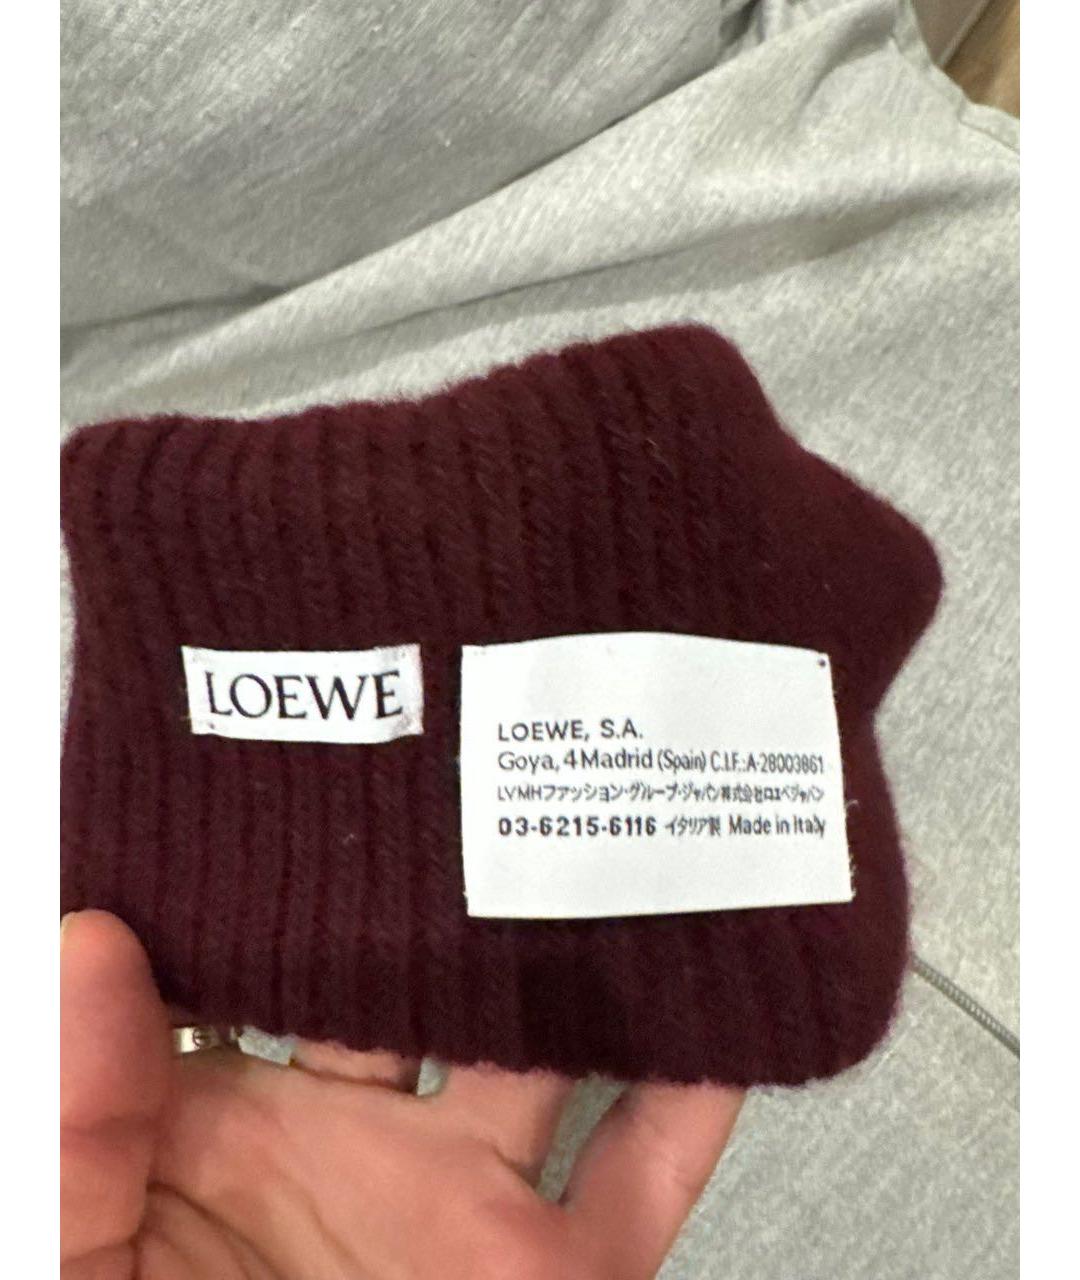 LOEWE
LOEWE, S.A.
Goya, 4 Madrid (Spain) C.I.F.:A-28003861
LVMHファッション・グループ・ジャパン株式会社ロエベジャパン
03-6215-6116 イタリア製 Made in Italy